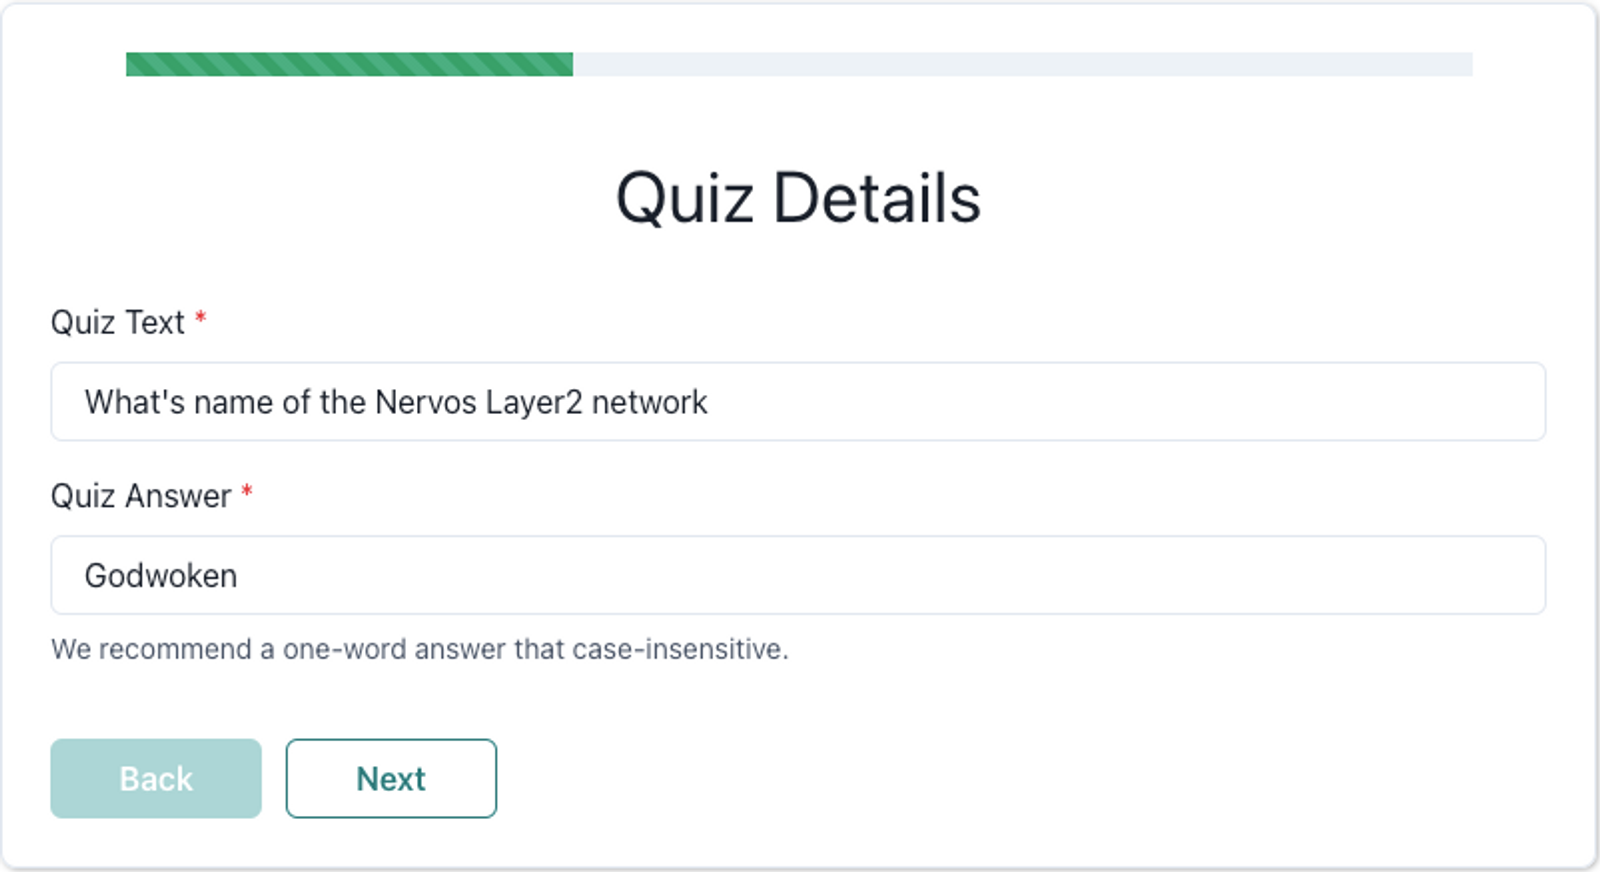 Quiz Details
Quiz Text *
What's name of the Nervos Layer2 network
Quiz Answer *
Godwoken
We recommend a one-word answer that case-insensitive.
Back
Next